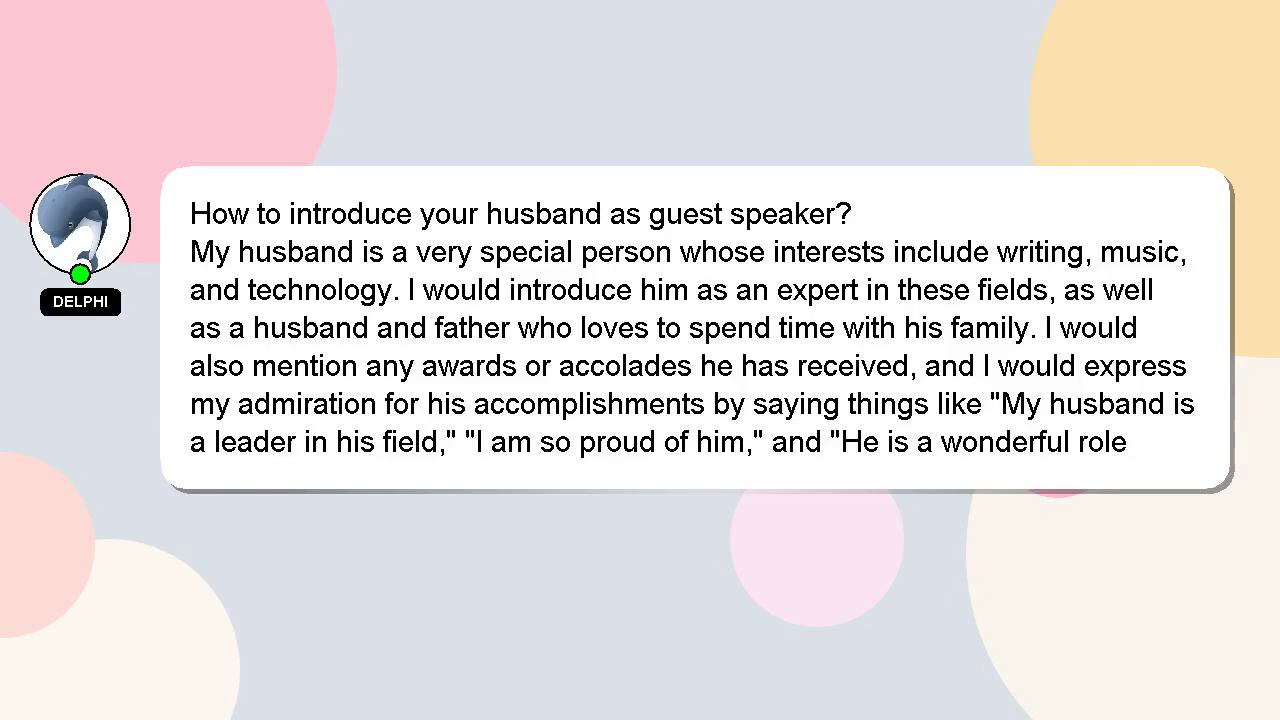 How to introduce your husband as guest speaker?
My husband is a very special person whose interests include writing, music,
and technology. I would introduce him as an expert in these fields, as well
as a husband and father who loves to spend time with his family. I would
also mention any awards or accolades he has received, and I would express
my admiration for his accomplishments by saying things like "My husband is
a leader in his field," "I am so proud of him," and "He is a wonderful role
DELPHI